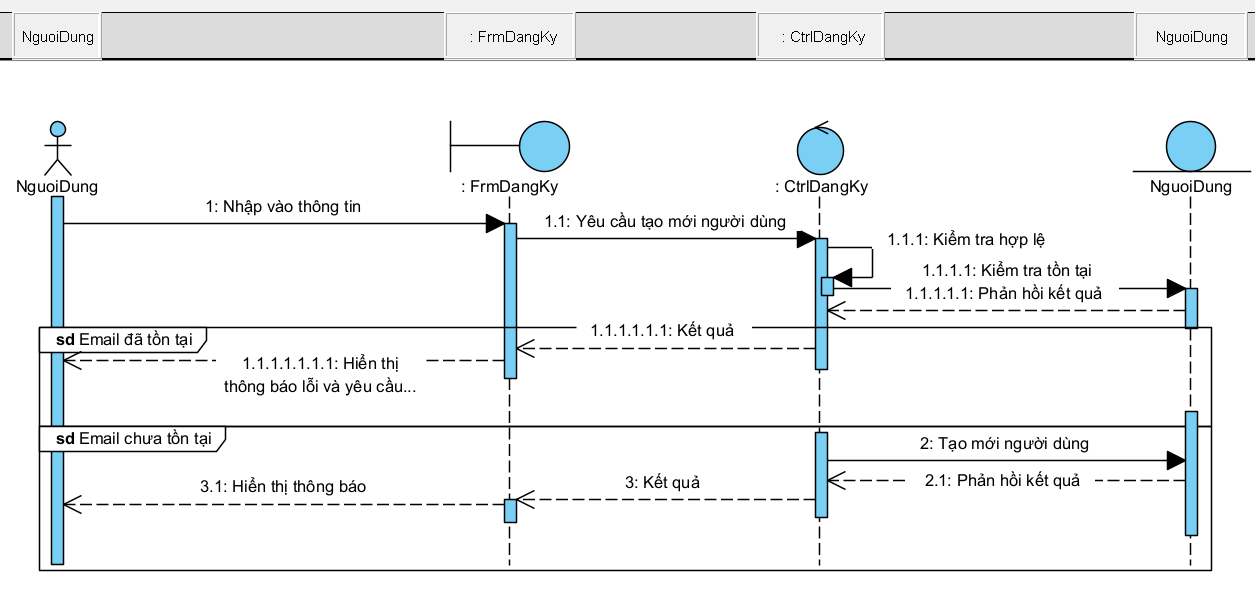 NguoiDung
: FrmDangKy
: CtrlDangKy
NguoiDung
NguoiDung
: FrmDangKy
: CtrlDangKy
NguoiDung
1: Nhập vào thông tin
1.1: Yêu cầu tạo mới người dùng
1.1.1: Kiểm tra hợp lệ
1.1.1.1: Kiểm tra tồn tại
1.1.1.1.1: Phản hồi kết quả
1.1.1.1.1.1: Kết quả
sd Email đã tồn tại
1.1.1.1.1.1.1: Hiển thị
thông báo lỗi và yêu cầu...
sd Email chưa tồn tại
2: Tạo mới người dùng
2.1: Phản hồi kết quả
3: Kết quả
3.1: Hiển thị thông báo